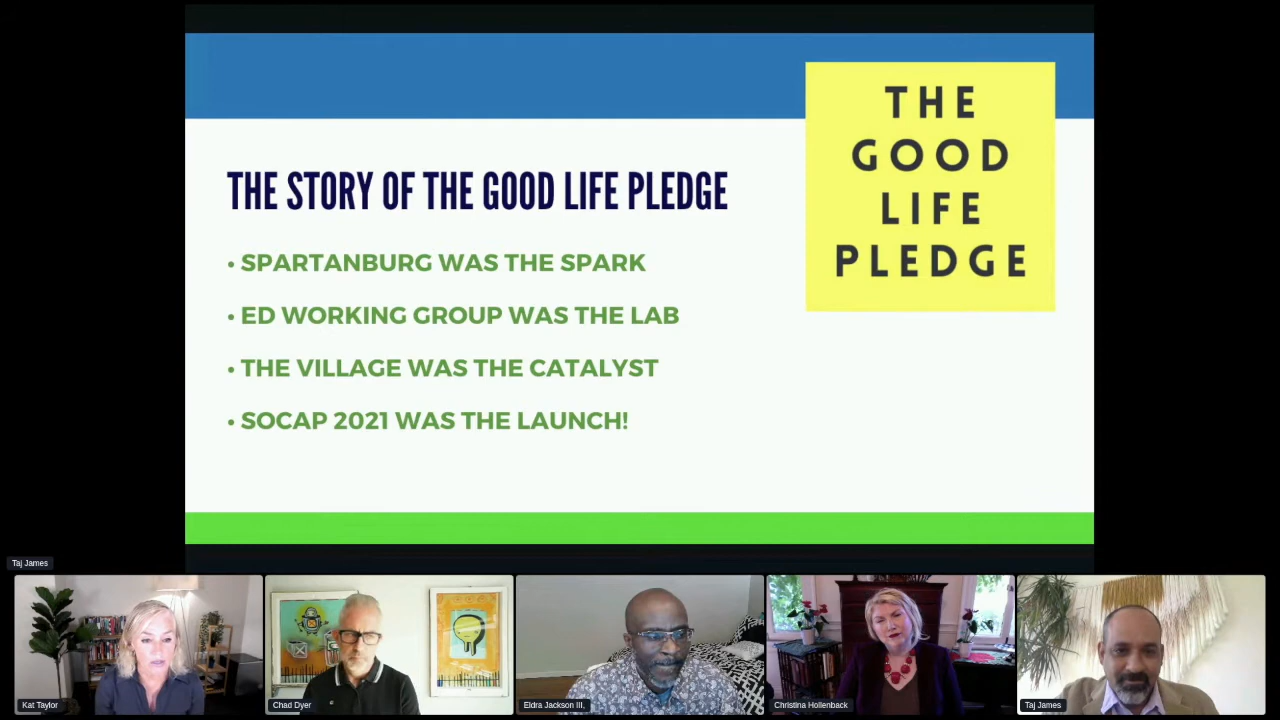 THE STORY OF THE GOOD LIFE PLEDGE
• SPARTANBURG WAS THE SPARK
• ED WORKING GROUP WAS THE LAB
• THE VILLAGE WAS THE CATALYST
• SOCAP 2021 WAS THE LAUNCH!
THE
GOOD
LIFE
PLEDGE
Taj James
Kat Taylor
Chad Dyer
Eldra Jackson III,
Christina Hollenback
Taj James